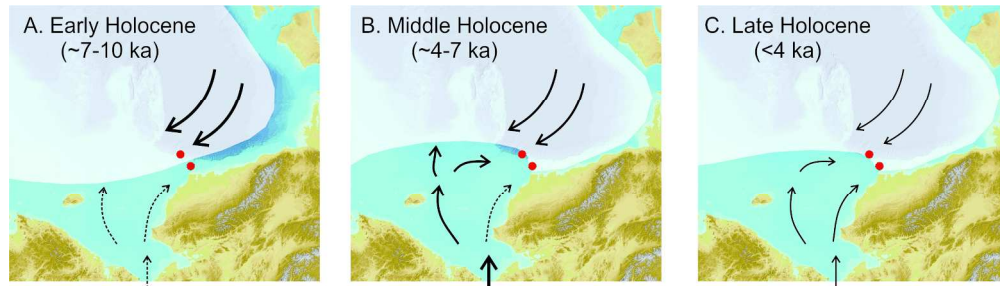 A. Early Holocene
(~7-10 ka)
B. Middle Holocene
(~4-7 ka)
C. Late Holocene
(<4 ka)